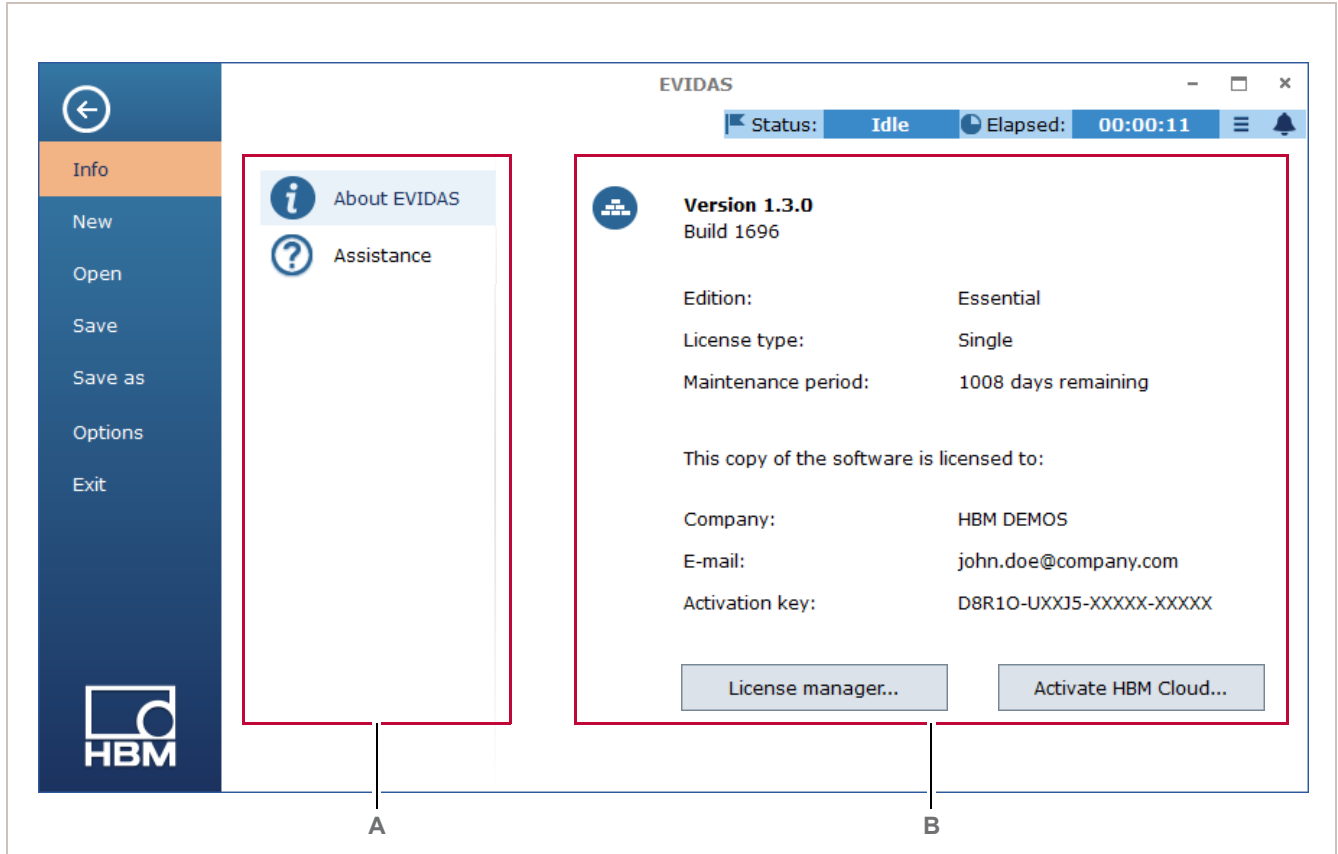 EVIDAS
Status: Idle Elapsed: 00:00:11
Info
New
Open
Save
Save as
Options
Exit
HBM
About EVIDAS
Assistance
Version 1.3.0
Build 1696
Edition: Essential
License type: Single
Maintenance period: 1008 days remaining
This copy of the software is licensed to:
Company: HBM DEMOS
E-mail: john.doe@company.com
Activation key: D8R1O-UXXJ5-XXXXX-XXXXX
License manager... Activate HBM Cloud...
A B